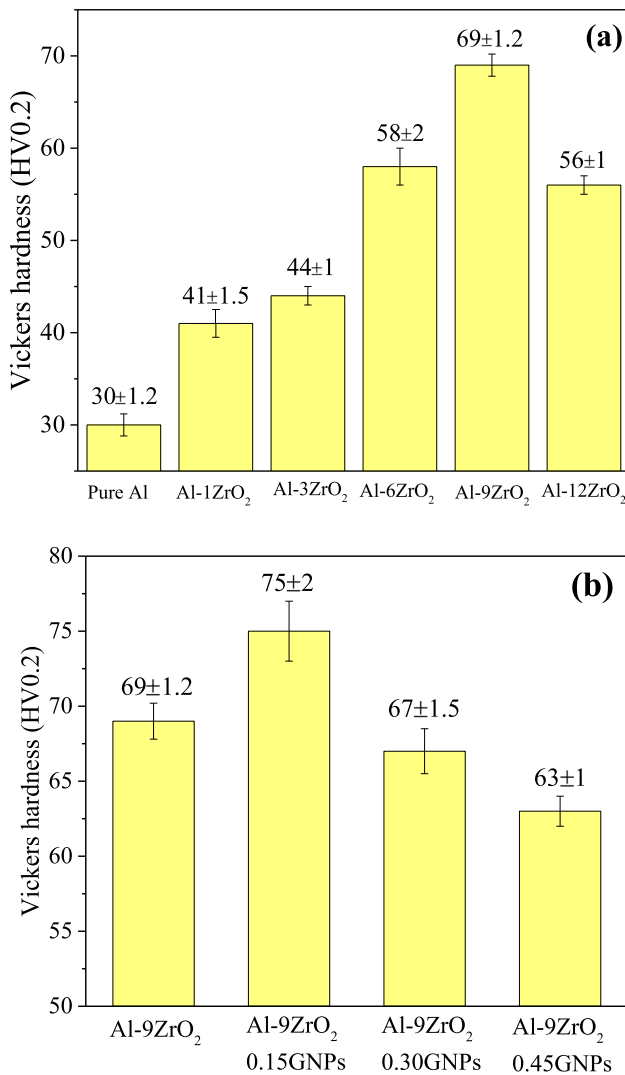 (a)
Vickers hardness (HV0.2)
70
60
50
40
30
30±1.2
41±1.5
44±1
58±2
69±1.2
56±1
Pure Al
Al-1ZrO₂
Al-3ZrO₂
Al-6ZrO₂
Al-9ZrO₂
Al-12ZrO₂
(b)
Vickers hardness (HV0.2)
80
75
70
65
60
55
50
69±1.2
75±2
67±1.5
63±1
Al-9ZrO₂
Al-9ZrO₂
0.15GNPs
Al-9ZrO₂
0.30GNPs
Al-9ZrO₂
0.45GNPs